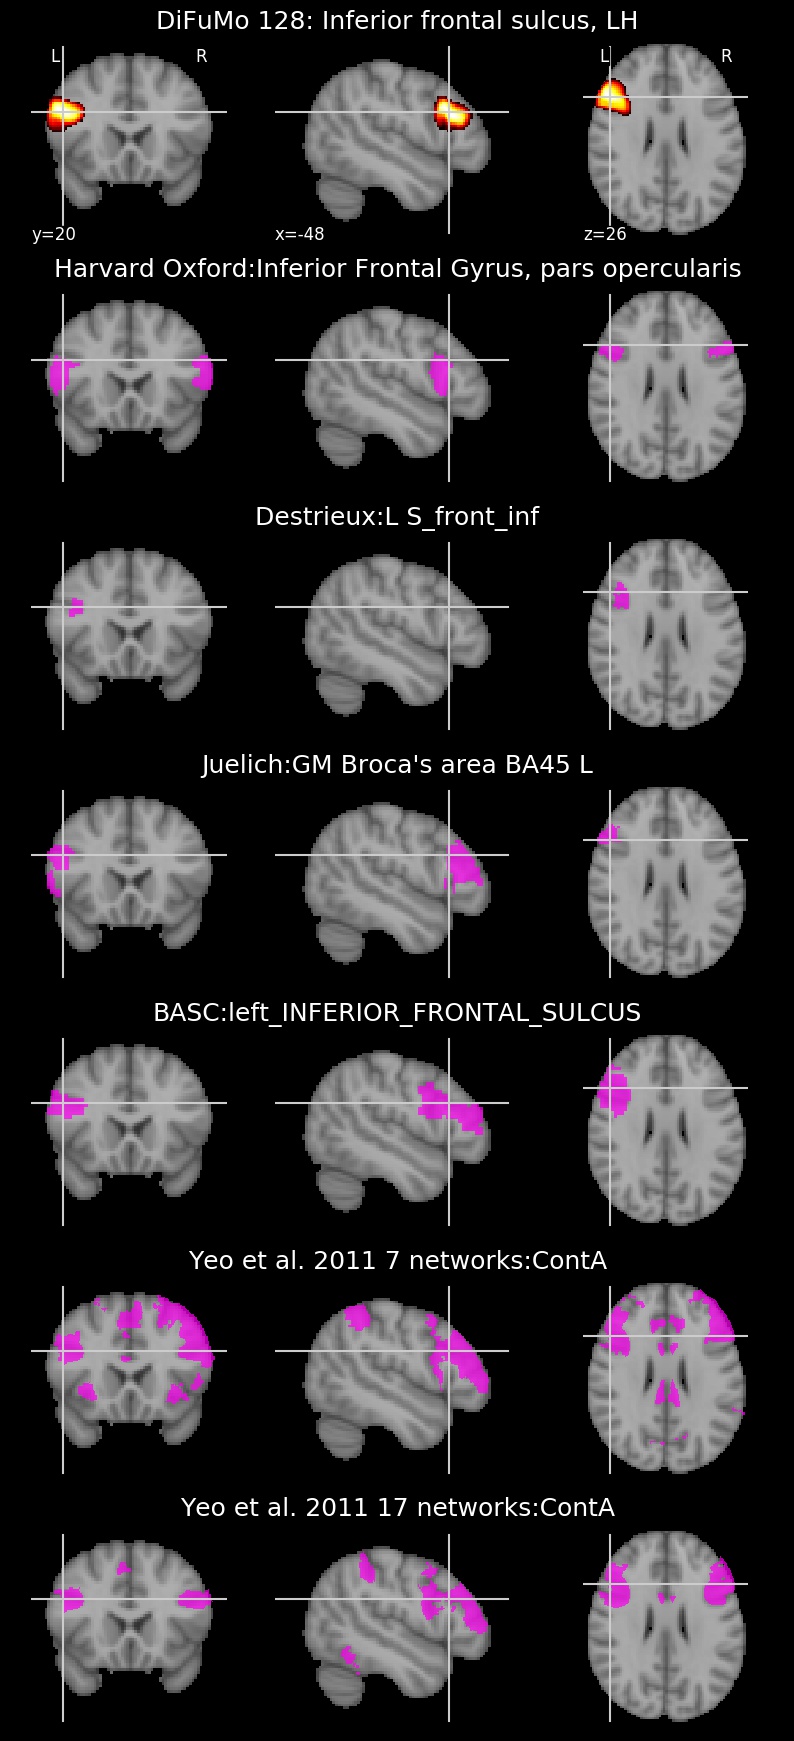 DiFuMo 128: Inferior frontal sulcus, LH
L R L R
y=20 x=-48 z=26
Harvard Oxford:Inferior Frontal Gyrus, pars opercularis
Destrieux:L S_front_inf
Juelich:GM Broca's area BA45 L
BASC:left_INFERIOR_FRONTAL_SULCUS
Yeo et al. 2011 7 networks:ContA
Yeo et al. 2011 17 networks:ContA